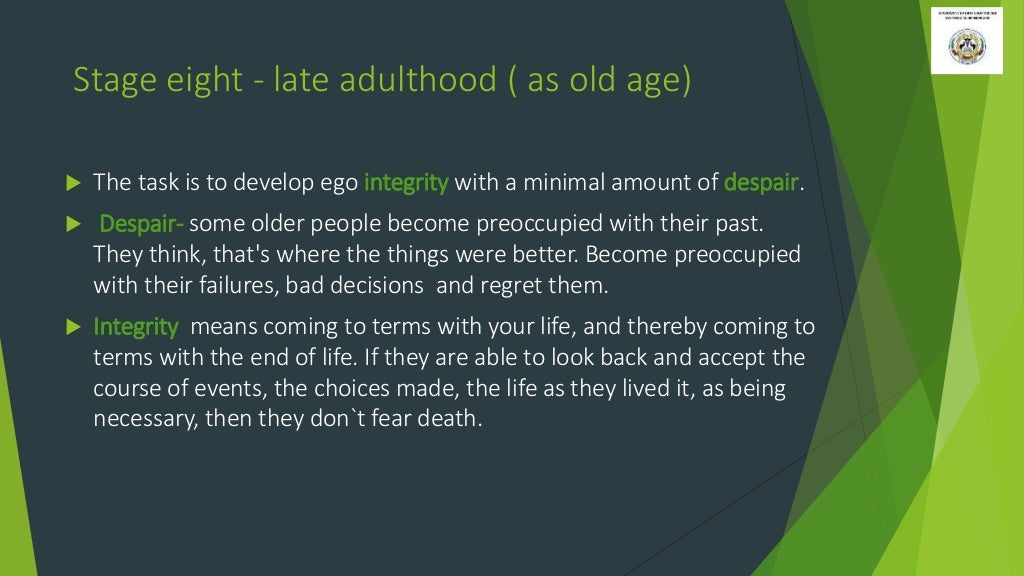 Stage eight - late adulthood ( as old age)
The task is to develop ego integrity with a minimal amount of despair.
Despair- some older people become preoccupied with their past.
They think, that's where the things were better. Become preoccupied
with their failures, bad decisions and regret them.
Integrity means coming to terms with your life, and thereby coming to
terms with the end of life. If they are able to look back and accept the
course of events, the choices made, the life as they lived it, as being
necessary, then they don`t fear death.